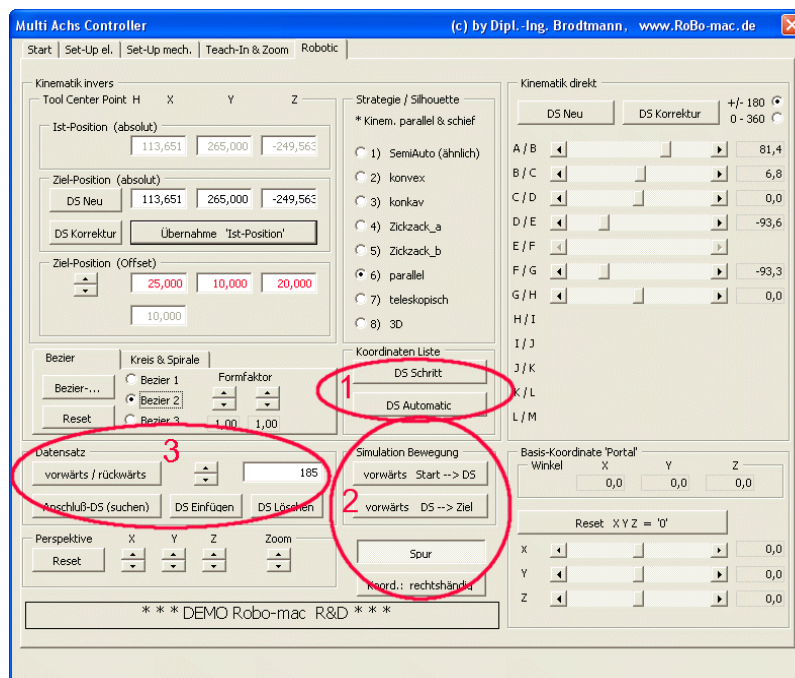 Multi Achs Controller (c) by Dipl.-Ing. Brodtmann, www.RoBo-mac.de
Start Set-Up el. Set-Up mech. Teach-In & Zoom Robotic
Kinematik invers
Tool Center Point H X Y Z
Ist-Position (absolut)
113,651 265,000 -249,563
Ziel-Position (absolut)
DS Neu 113,651 265,000 -249,563
DS Korrektur Übernahme 'Ist-Position'
Ziel-Position (Offset)
25,000 10,000 20,000
10,000
Bezier Kreis & Spirale
Bezier-... Bezier 1 Formfaktor
Bezier 2
Reset Bezier 3 1,00 1,00
Strategie / Silhouette
* Kinem. parallel & schief
1) SemiAuto (ähnlich)
2) konvex
3) konkav
4) Zickzack_a
5) Zickzack_b
6) parallel
7) teleskopisch
8) 3D
Koordinaten Liste
1 DS Schritt
DS Automatic
Kinematik direkt
DS Neu DS Korrektur +/- 180
0 - 360
A / B 81,4
B / C 6,8
C / D 0,0
D / E -93,6
E / F
F / G -93,3
G / H 0,0
H / I
I / J
J / K
K / L
L / M
Datensatz 3
vorwärts / rückwärts 185
Anschluß-DS (suchen) DS Einfügen DS Löschen
Perspektive X Y Z Zoom
Reset
Simulation Bewegung
vorwärts Start --> DS
2 vorwärts DS --> Ziel
Spur
Koord.: rechtshändig
Basis-Koordinate 'Portal'
Winkel X Y Z
0,0 0,0 0,0
Reset X Y Z = '0'
X 0,0
Y 0,0
Z 0,0
* * * DEMO Robo-mac R&D * * *